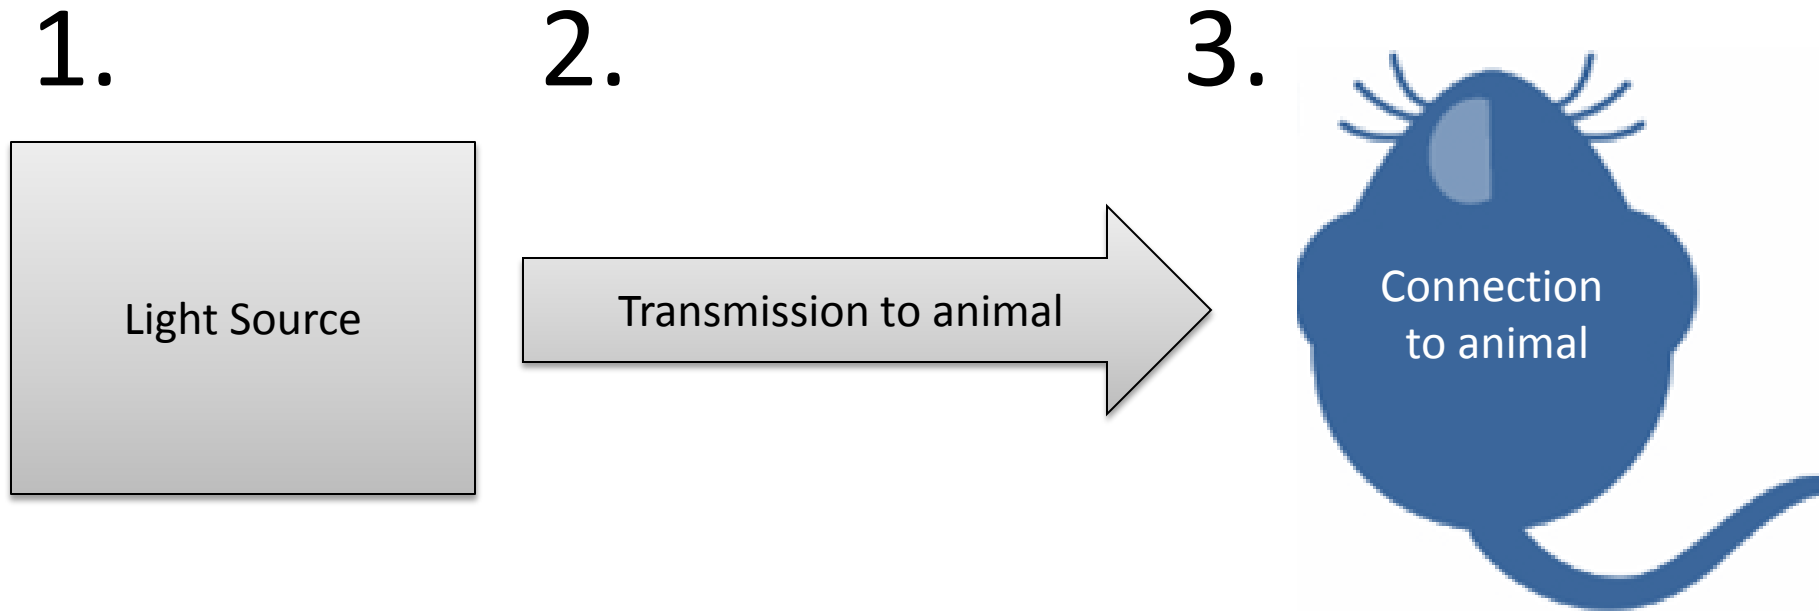 1.
2.
3.
Light Source
Transmission to animal
Connection
to animal